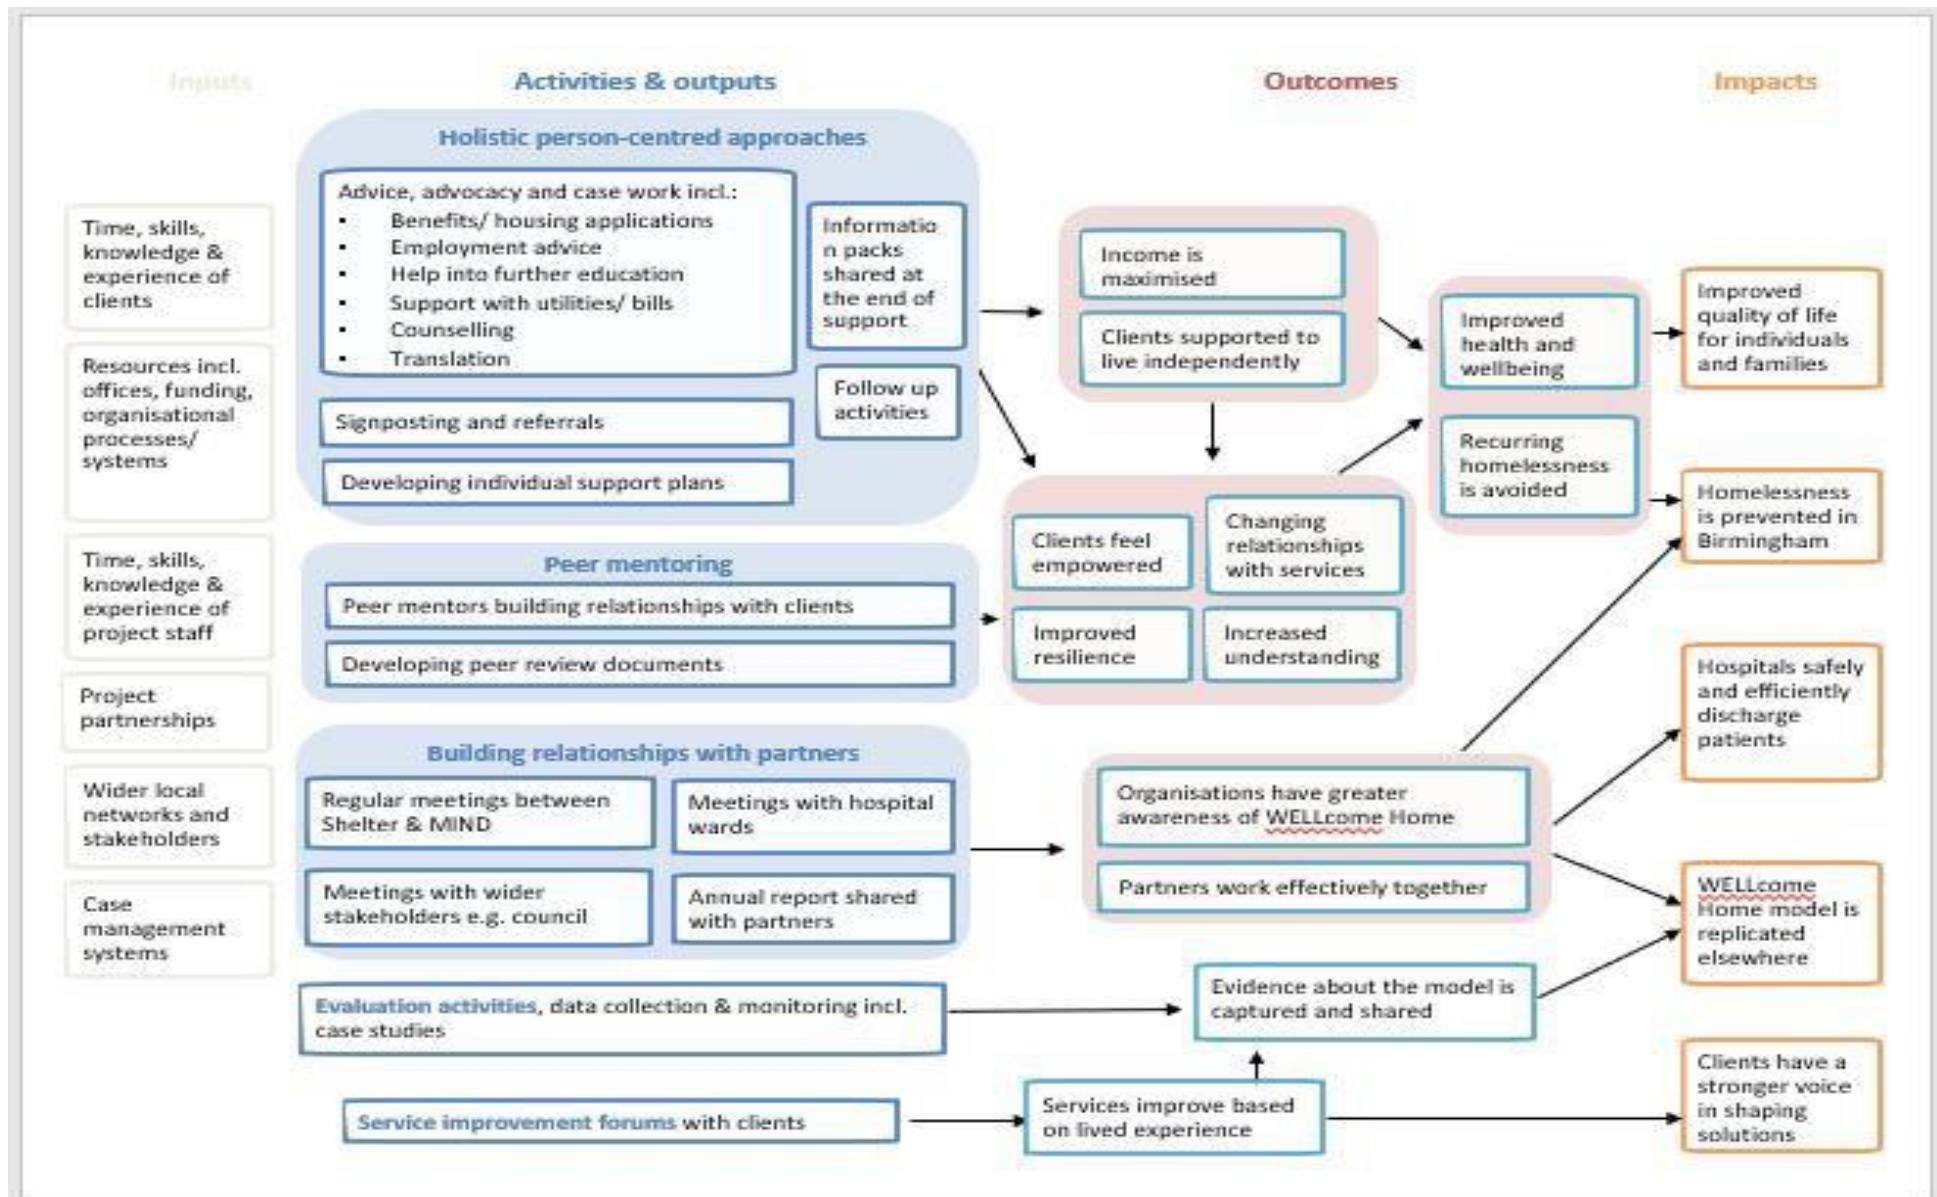 Inputs
Activities & outputs
Outcomes
Impacts
Time, skills,
knowledge &
experience of
clients
Resources incl.
offices, funding,
organisational
processes/
systems
Time, skills,
knowledge &
experience of
project staff
Project
partnerships
Wider local
networks and
stakeholders
Case
management
systems
Holistic person-centred approaches
Advice, advocacy and case work incl.:
▪ Benefits/ housing applications
▪ Employment advice
▪ Help into further education
▪ Support with utilities/ bills
▪ Counselling
▪ Translation
Signposting and referrals
Developing individual support plans
Informatio
n packs
shared at
the end of
support
Follow up
activities
Peer mentoring
Peer mentors building relationships with clients
Developing peer review documents
Building relationships with partners
Regular meetings between
Shelter & MIND
Meetings with hospital
wards
Meetings with wider
stakeholders e.g. council
Annual report shared
with partners
Evaluation activities, data collection & monitoring incl.
case studies
Service improvement forums with clients
Income is
maximised
Clients supported to
live independently
Clients feel
empowered
Changing
relationships
with services
Improved
resilience
Increased
understanding
Improved
health and
wellbeing
Recurring
homelessness
is avoided
Organisations have greater
awareness of WELLcome Home
Partners work effectively together
Evidence about the model is
captured and shared
Services improve based
on lived experience
Improved
quality of life
for individuals
and families
Homelessness
is prevented in
Birmingham
Hospitals safely
and efficiently
discharge
patients
WELLcome
Home model is
replicated
elsewhere
Clients have a
stronger voice
in shaping
solutions